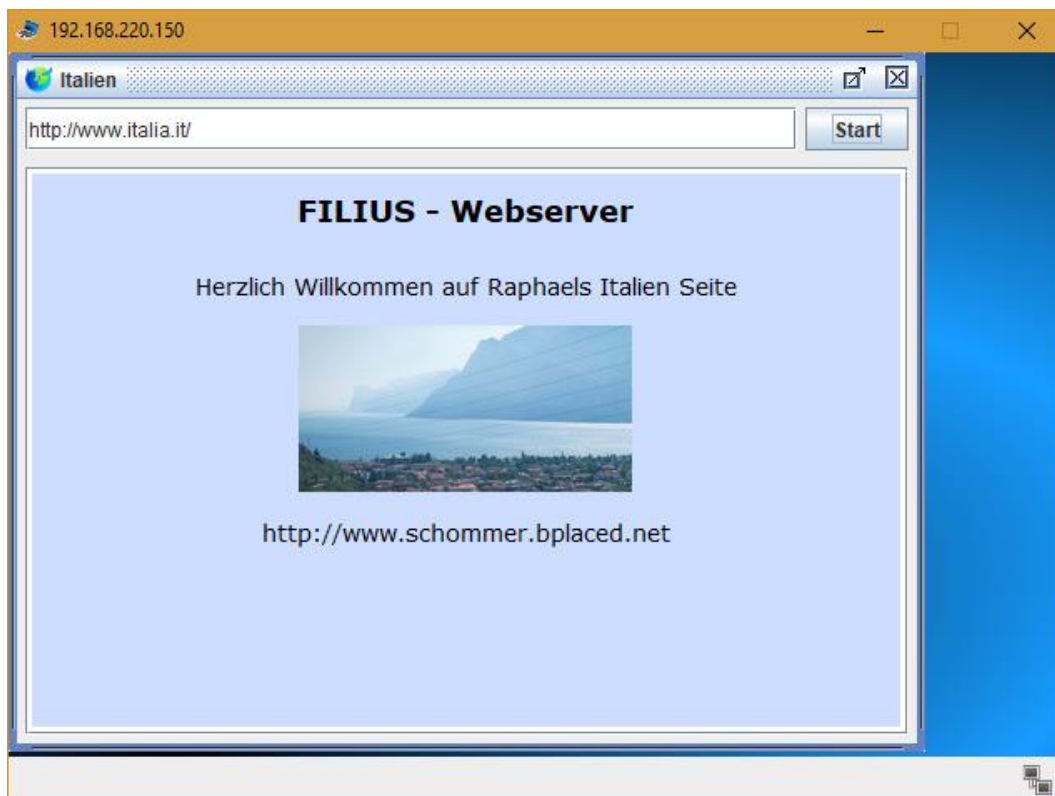 192.168.220.150
Italien
http://www.italia.it/
Start
FILIUS - Webserver
Herzlich Willkommen auf Raphaels Italien Seite
http://www.schommer.bplaced.net